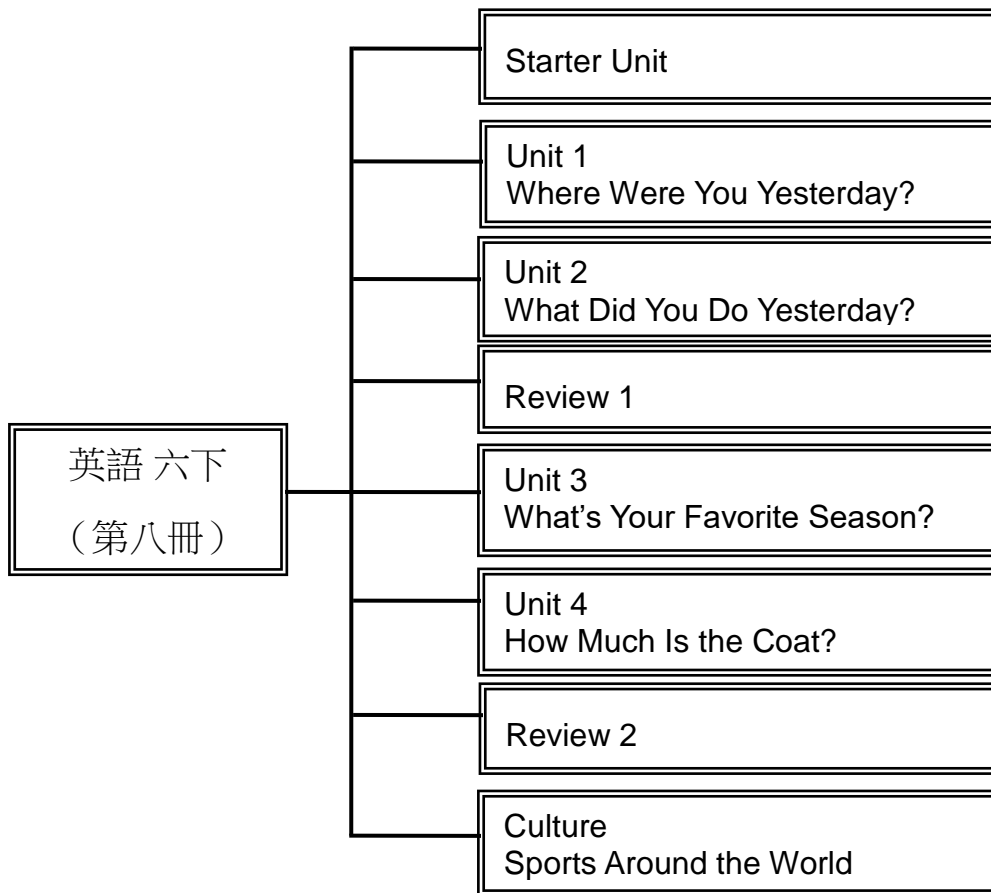 英語 六下
（第八冊）
Starter Unit
Unit 1
Where Were You Yesterday?
Unit 2
What Did You Do Yesterday?
Review 1
Unit 3
What’s Your Favorite Season?
Unit 4
How Much Is the Coat?
Review 2
Culture
Sports Around the World